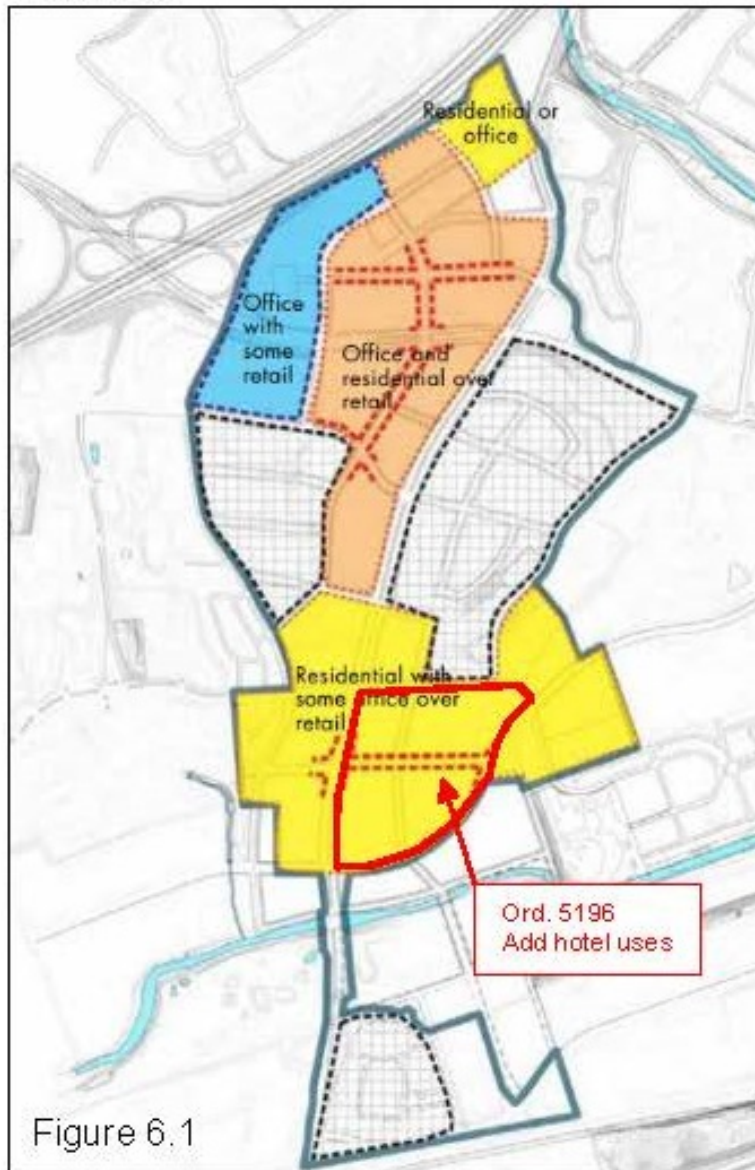 Residential or
office
Office
with
some
retail
Office and
residential over
retail
Residential with
some office over
retail
Ord. 5196
Add hotel uses
Figure 6.1